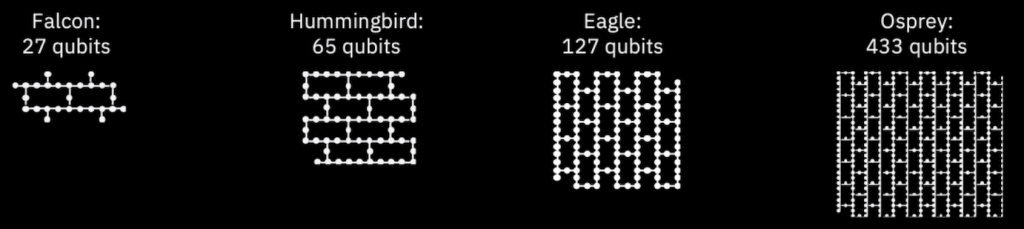 Falcon:
27 qubits
Hummingbird:
65 qubits
Eagle:
127 qubits
Osprey:
433 qubits